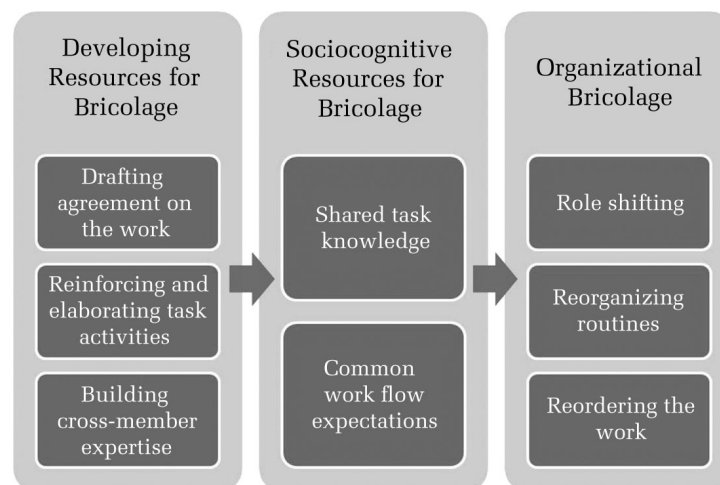 Developing
Resources for
Bricolage
Drafting
agreement on
the work
Reinforcing and
elaborating task
activities
Building
cross-member
expertise
Sociocognitive
Resources for
Bricolage
Shared task
knowledge
Common
work flow
expectations
Organizational
Bricolage
Role shifting
Reorganizing
routines
Reordering the
work